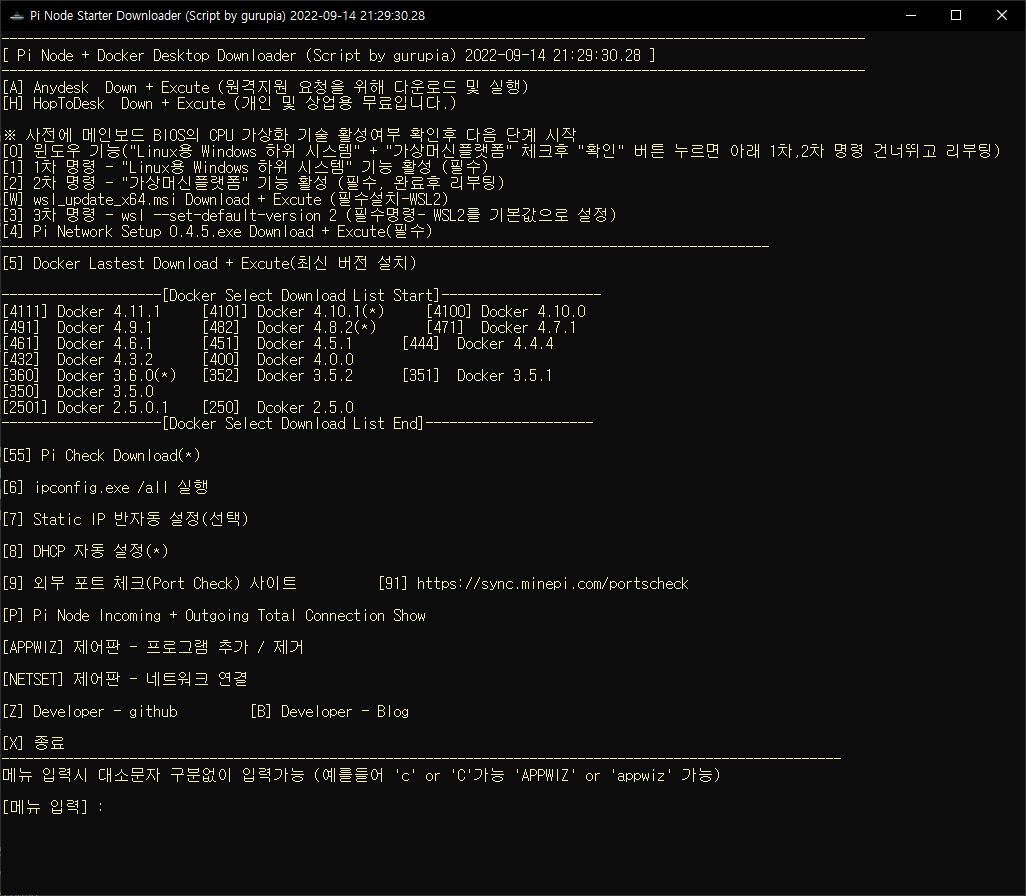 Pi Node Starter Downloader (Script by gurupia) 2022-09-14 21:29:30.28
--------------------------------------------------------------------------------
[ Pi Node + Docker Desktop Downloader (Script by gurupia) 2022-09-14 21:29:30.28 ]
--------------------------------------------------------------------------------
[A] Anydesk  Down + Excute (원격지원 요청을 위해 다운로드 및 실행)
[H] HopToDesk  Down + Excute (개인 및 상업용 무료입니다.)
※ 사전에 메인보드 BIOS의 CPU 가상화 기술 활성여부 확인후 다음 단계 시작
[0] 윈도우 기능("Linux용 Windows 하위 시스템" + "가상머신플랫폼" 체크후 "확인" 버튼 누르면 아래 1차,2차 명령 건너뛰고 리부팅)
[1] 1차 명령 - "Linux용 Windows 하위 시스템" 기능 활성 (필수)
[2] 2차 명령 - "가상머신플랫폼" 기능 활성 (필수, 완료후 리부팅)
[W] wsl_update_x64.msi Download + Excute (필수설치-WSL2)
[3] 3차 명령 - wsl --set-default-version 2 (필수명령- WSL2를 기본값으로 설정)
[4] Pi Network Setup 0.4.5.exe Download + Excute(필수)
--------------------------------------------------------------------------------
[5] Docker Lastest Download + Excute(최신 버전 설치)
--------------------[Docker Select Download List Start]--------------------
[4111] Docker 4.11.1     [4101] Docker 4.10.1(*)     [4100] Docker 4.10.0
[491]  Docker 4.9.1      [482]  Docker 4.8.2(*)      [471]  Docker 4.7.1
[461]  Docker 4.6.1      [451]  Docker 4.5.1      [444]  Docker 4.4.4
[432]  Docker 4.3.2      [400]  Docker 4.0.0
[360]  Docker 3.6.0(*)   [352]  Docker 3.5.2      [351]  Docker 3.5.1
[350]  Docker 3.5.0
[2501] Docker 2.5.0.1    [250]  Dcoker 2.5.0
--------------------[Docker Select Download List End]---------------------
[55] Pi Check Download(*)
[6] ipconfig.exe /all 실행
[7] Static IP 반자동 설정(선택)
[8] DHCP 자동 설정(*)
[9] 외부 포트 체크(Port Check) 사이트          [91] https://sync.minepi.com/portscheck
[P] Pi Node Incoming + Outgoing Total Connection Show
[APPWIZ] 제어판 - 프로그램 추가 / 제거
[NETSET] 제어판 - 네트워크 연결
[Z] Developer - github         [B] Developer - Blog
[X] 종료
--------------------------------------------------------------------------------
메뉴 입력시 대소문자 구분없이 입력가능 (예를들어 'c' or 'C'가능 'APPWIZ' or 'appwiz' 가능)
[메뉴 입력] :